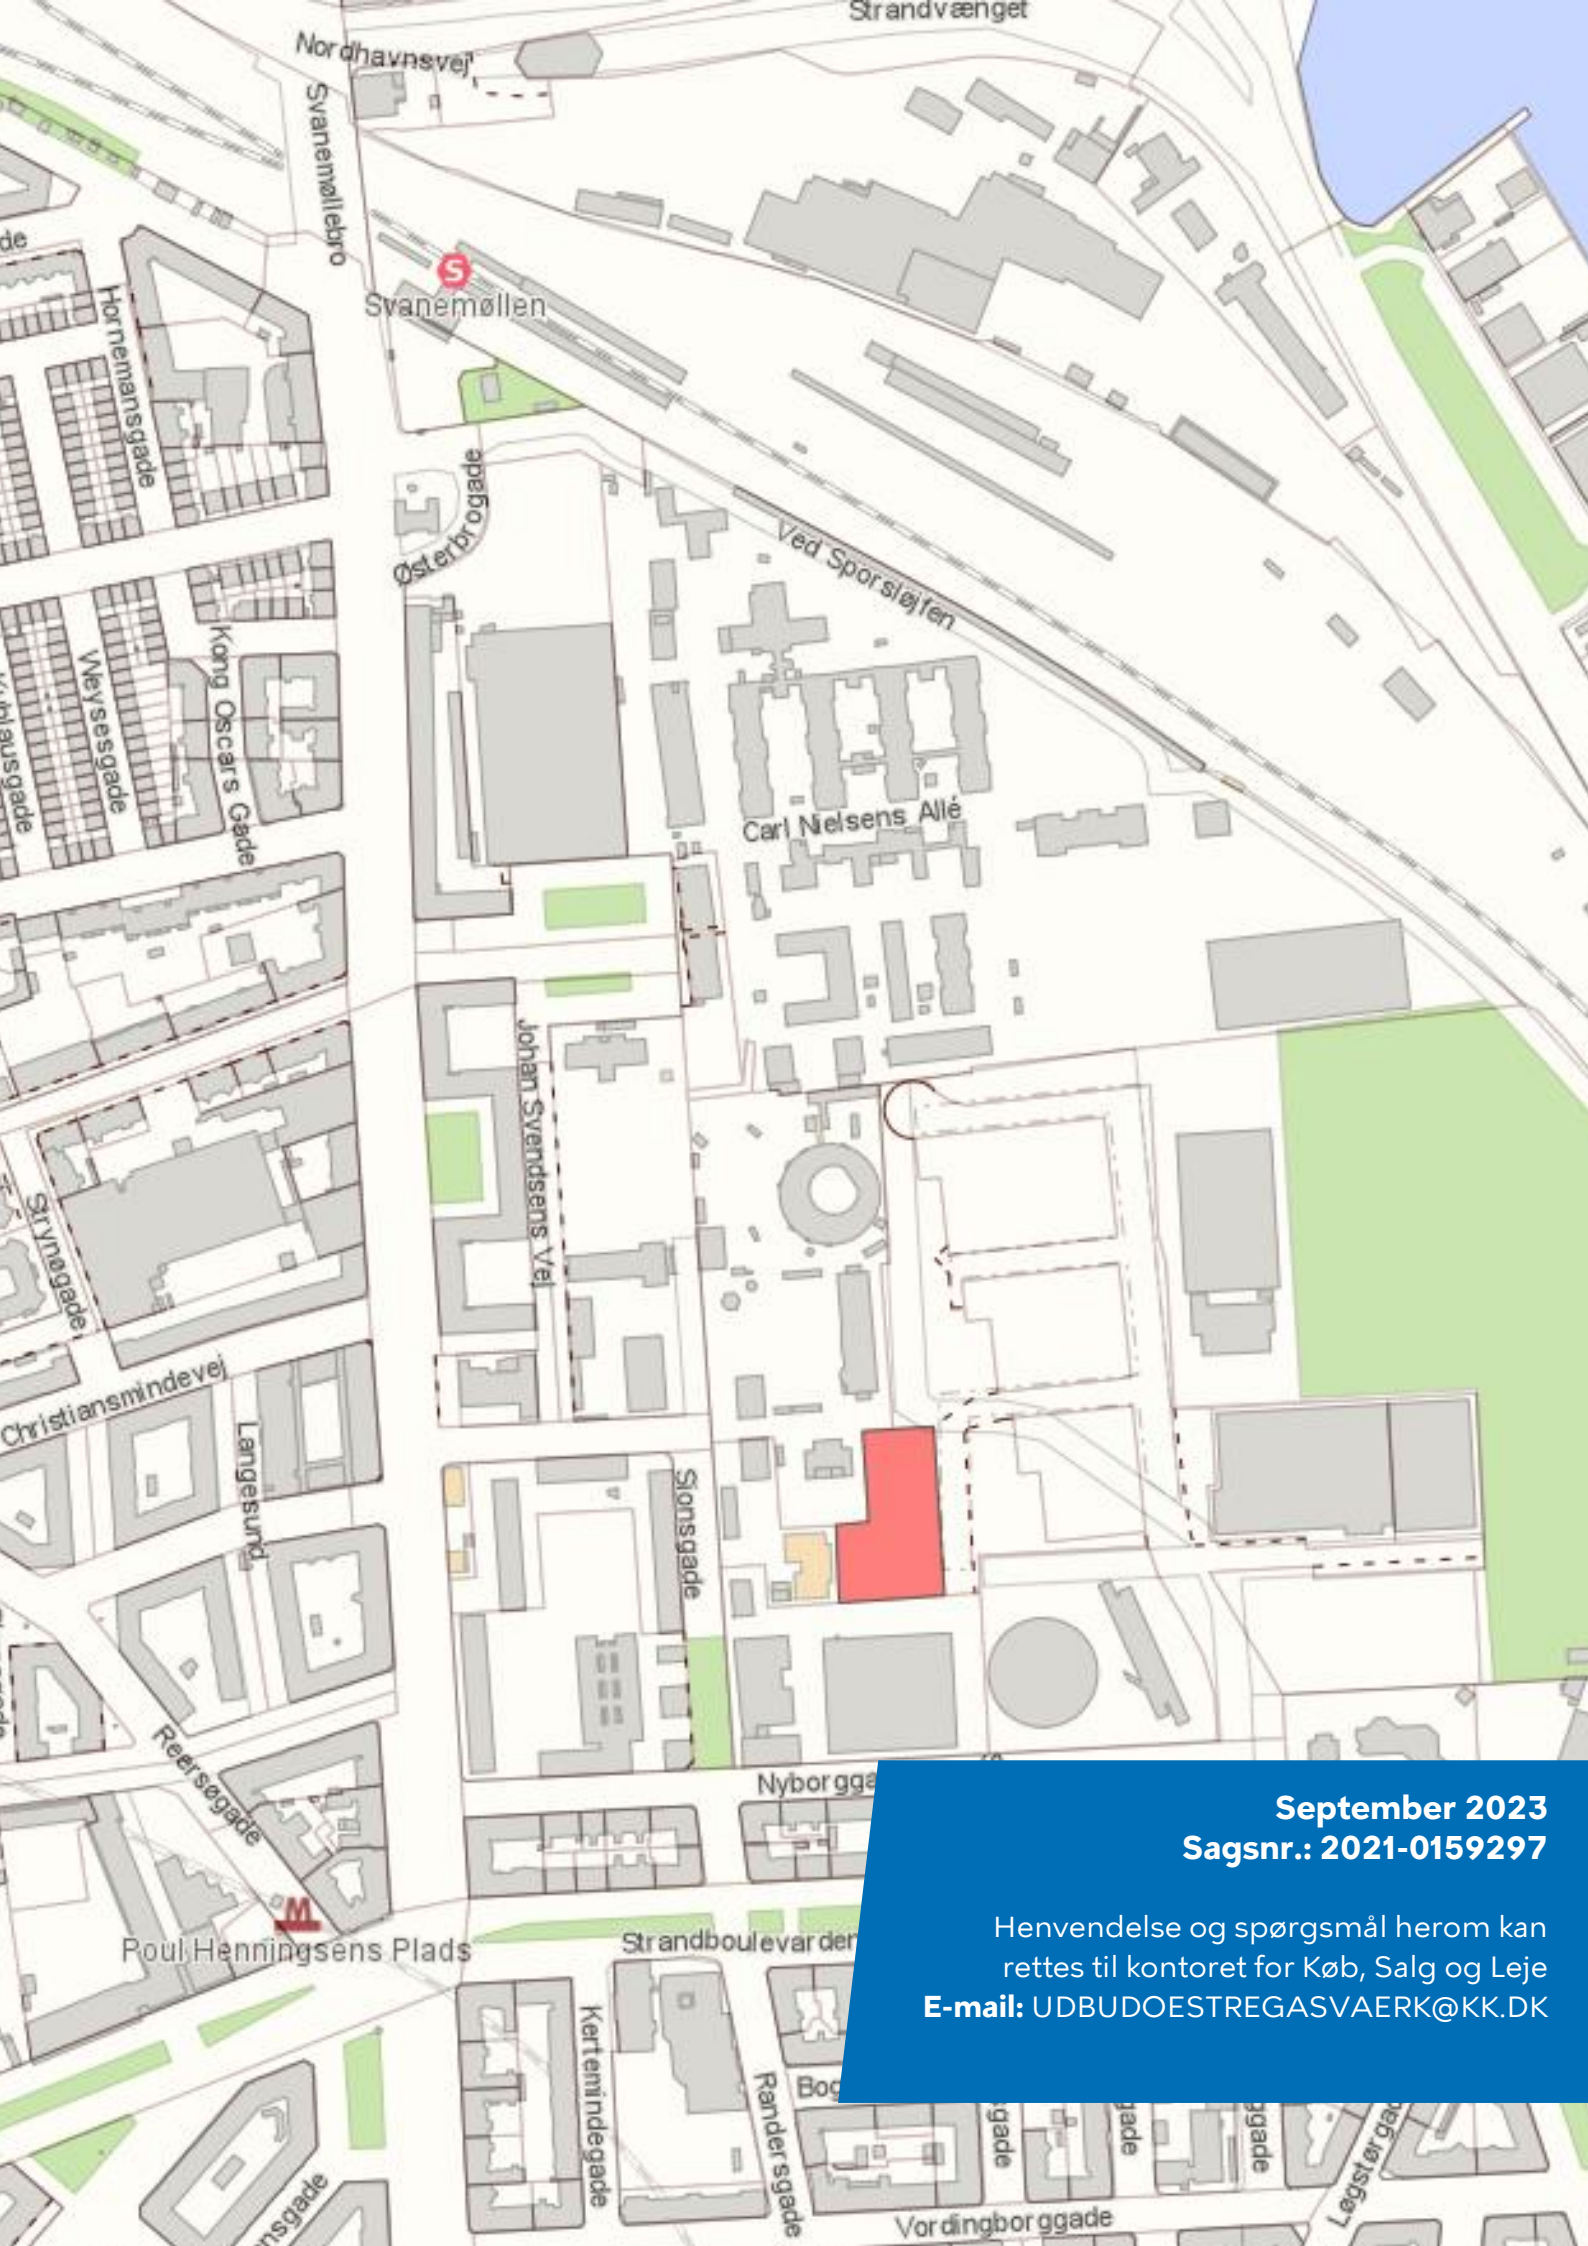 Strandvænget
Nordhavnsvej
Svanemøllebro
S
Svanemøllen
Hornemansgade
Østerbrogade
Ved Sporsløjfen
Kong Oscars Gade
Weysesgade
Carl Nielsens Allé
Johan Svendsens Vej
Strynøgade
Christiansmindevej
Langesund
Sionsgade
Reersøgade
Nyborgga
M
Poul Henningsens Plads
Strandboulevarden
Kertemindegade
Randersgade
Vordingborggade
September 2023
Sagsnr.: 2021-0159297
Henvendelse og spørgsmål herom kan
rettes til kontoret for Køb, Salg og Leje
E-mail: UDBUDOESTREGASVAERK@KK.DK